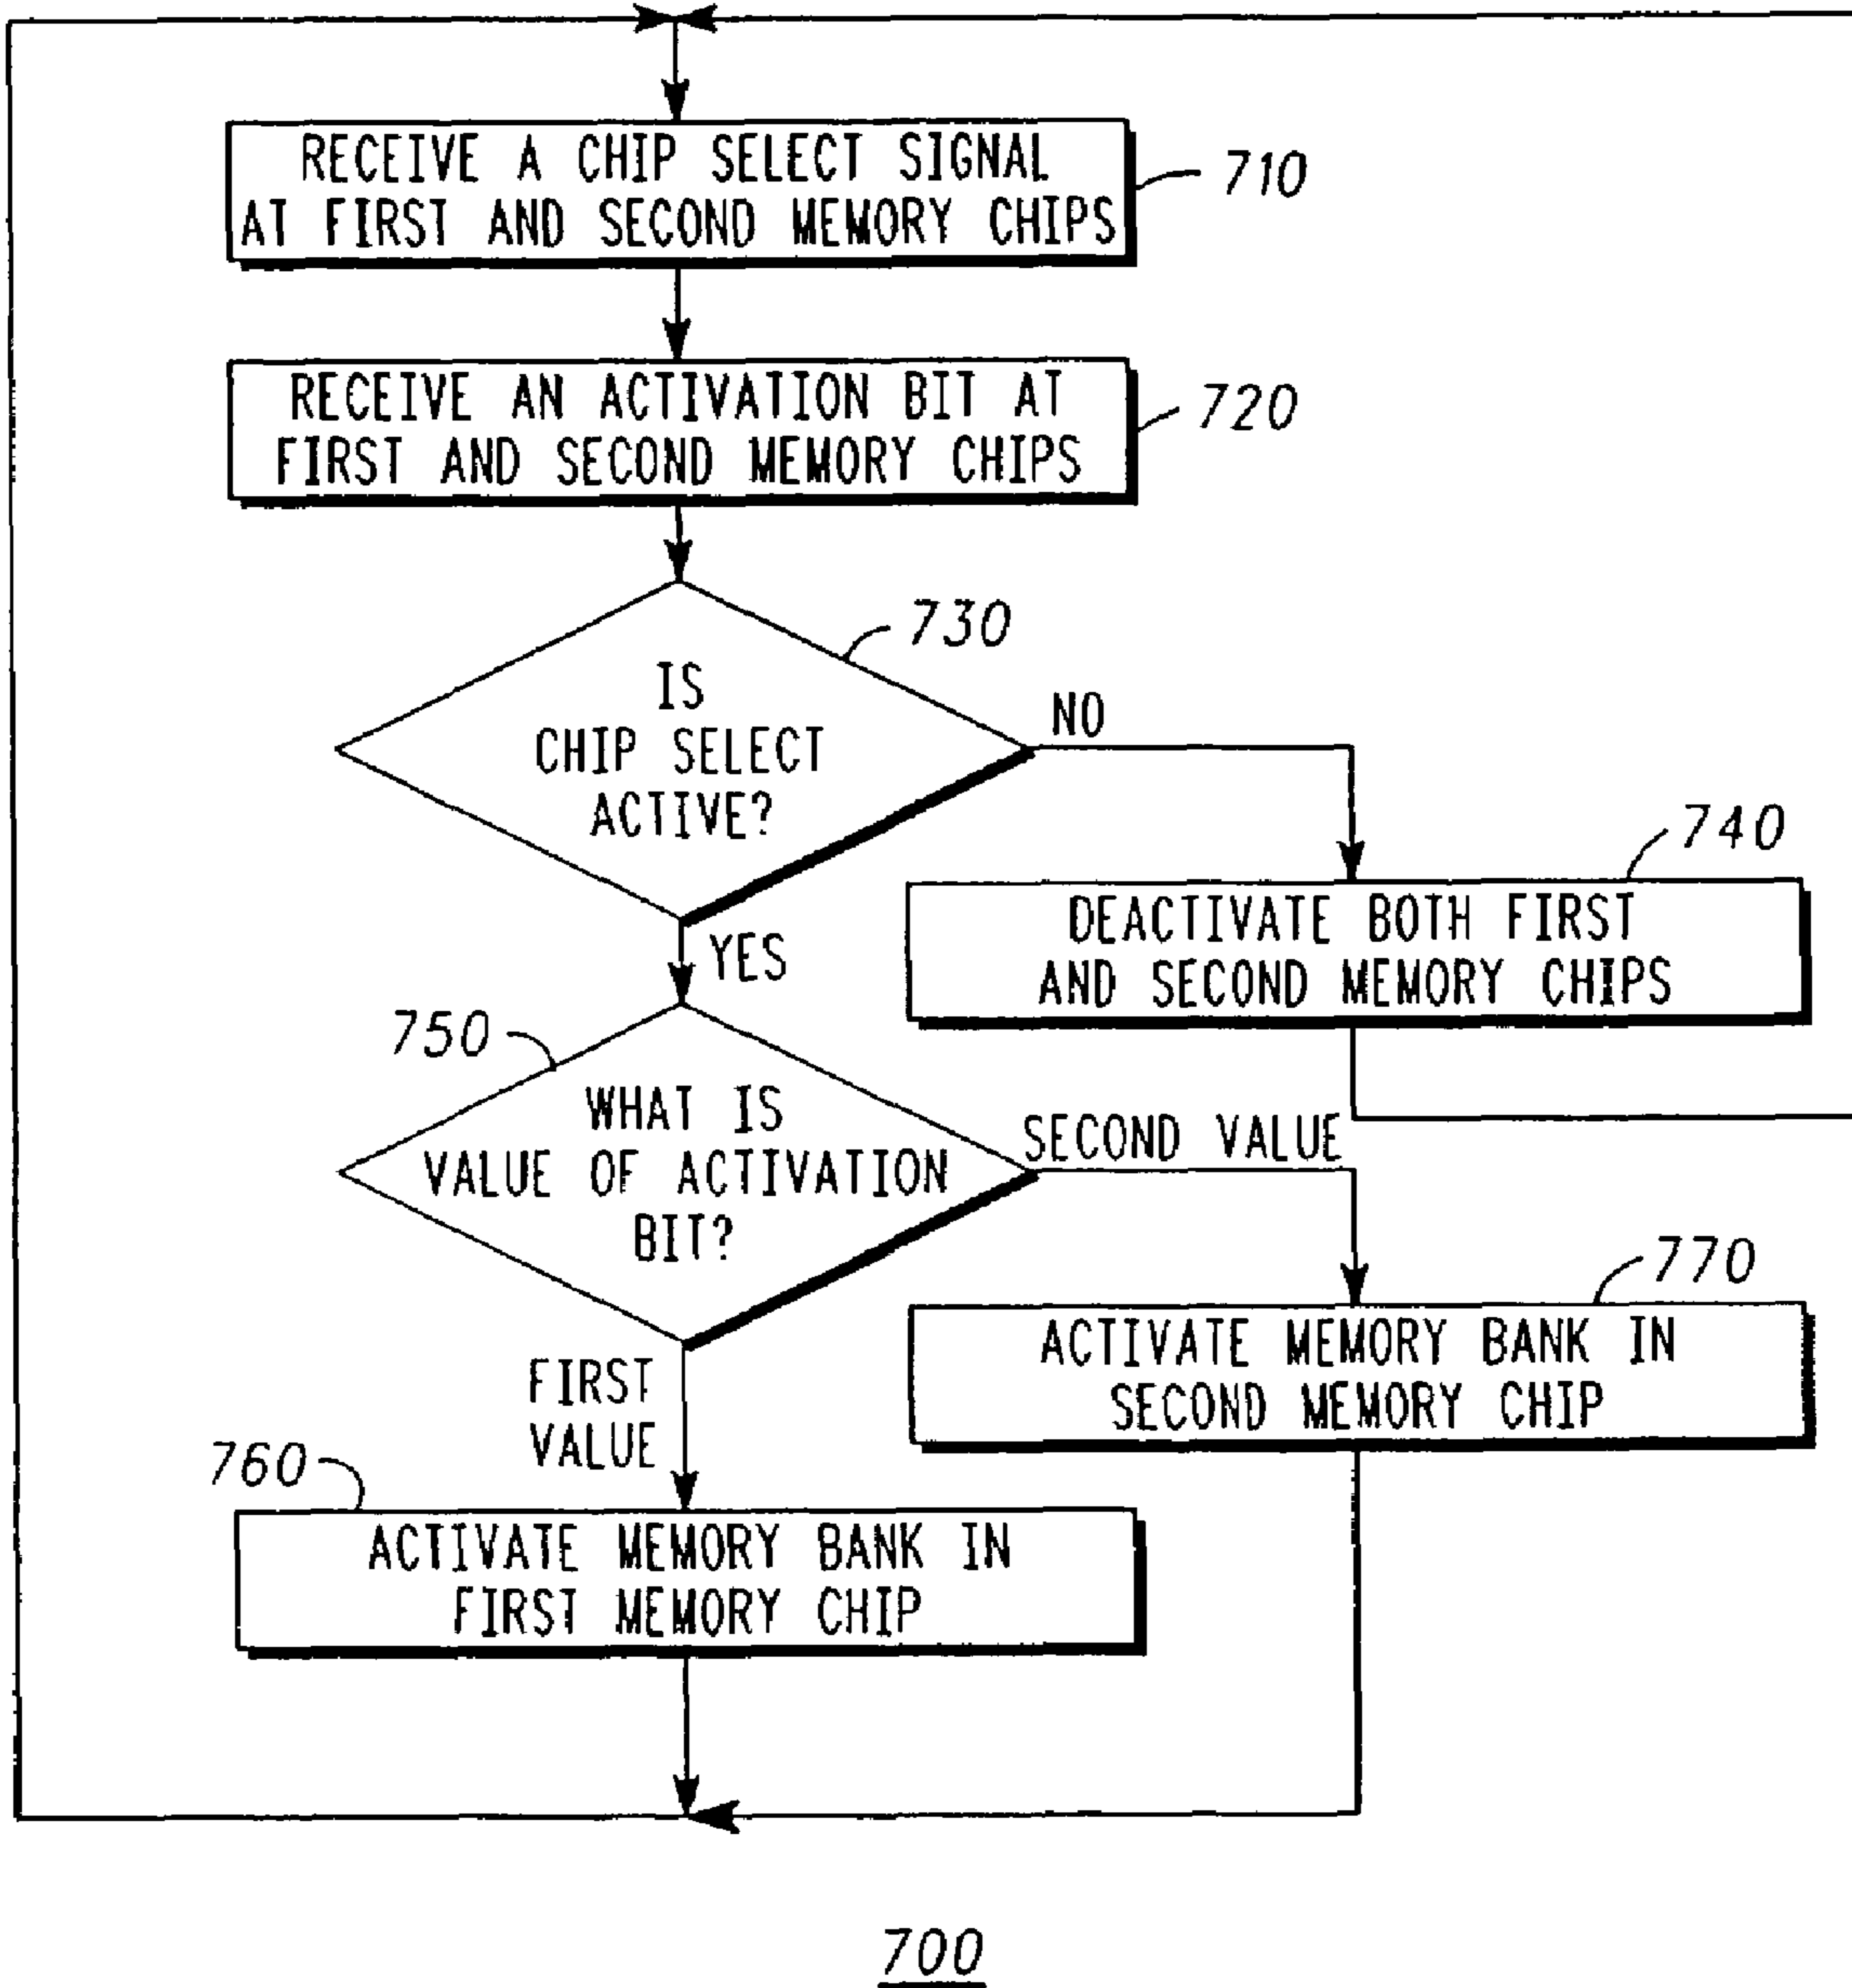 RECEIVE A CHIP SELECT SIGNAL
AT FIRST AND SECOND MEMORY CHIPS
710
RECEIVE AN ACTIVATION BIT AT
FIRST AND SECOND MEMORY CHIPS
720
730
IS
CHIP SELECT
ACTIVE?
NO
YES
740
DEACTIVATE BOTH FIRST
AND SECOND MEMORY CHIPS
750
WHAT IS
VALUE OF ACTIVATION
BIT?
SECOND VALUE
FIRST
VALUE
770
ACTIVATE MEMORY BANK IN
SECOND MEMORY CHIP
760
ACTIVATE MEMORY BANK IN
FIRST MEMORY CHIP
700